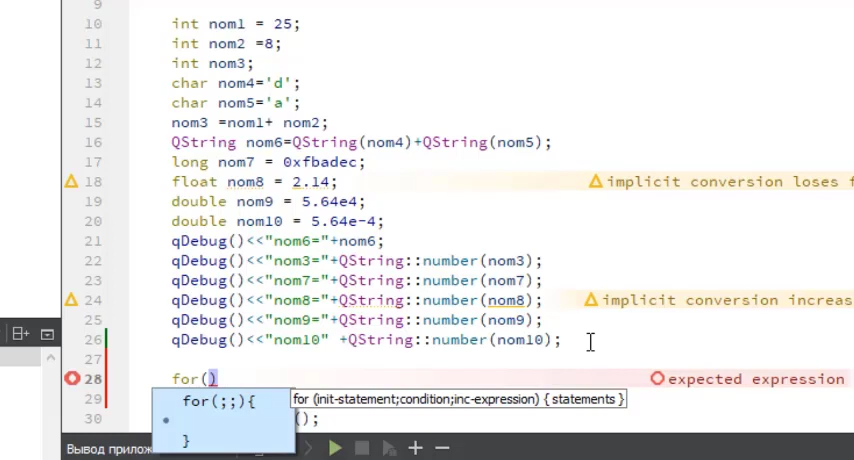 9
10 int nom1 = 25;
11 int nom2 =8;
12 int nom3;
13 char nom4='d';
14 char nom5='a';
15 nom3 =nom1+ nom2;
16 QString nom6=QString(nom4)+QString(nom5);
17 long nom7 = 0xfbadec;
18 float nom8 = 2.14; implicit conversion loses f
19 double nom9 = 5.64e4;
20 double nom10 = 5.64e-4;
21 qDebug()<<"nom6="+nom6;
22 qDebug()<<"nom3="+QString::number(nom3);
23 qDebug()<<"nom7="+QString::number(nom7);
24 qDebug()<<"nom8="+QString::number(nom8); implicit conversion increas
25 qDebug()<<"nom9="+QString::number(nom9);
26 qDebug()<<"nom10" +QString::number(nom10);
27
28 for() expected expression
29 for(;;){ for (init-statement;condition;inc-expression) { statements }
30 ();
}
Вывод прилож